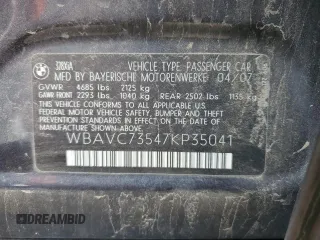 328XiA VEHICLE TYPE PASSENGER CAR
MFD BY BAYERISCHE MOTORENWERKE 04/07
GVWR 4685 lbs 2125 kg
GAWR FRONT 2293 lbs 1040 kg REAR 2502 lbs 1135 kg
THIS VEHICLE CONFORMS TO ALL APPLICABLE
FEDERAL MOTOR VEHICLE SAFETY, BUMPER, AND
THEFT PREVENTION STANDARDS IN EFFECT ON
THE DATE OF MANUFACTURE SHOWN ABOVE.
WBAVC73547KP35041
DREAMBID